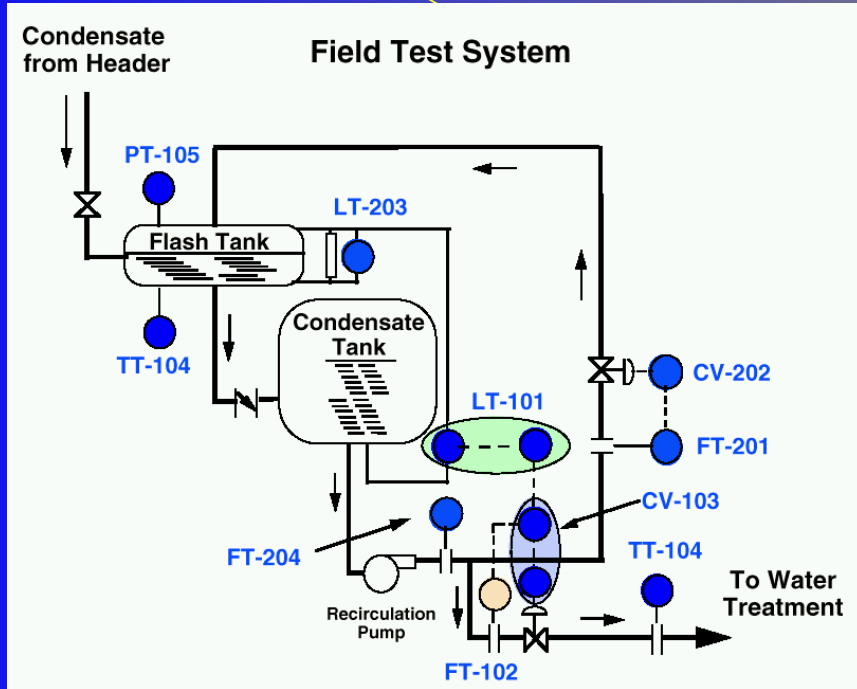 Condensate
from Header
Field Test System
PT-105
LT-203
Flash Tank
TT-104
Condensate
Tank
LT-101
CV-202
FT-201
CV-103
FT-204
TT-104
To Water
Treatment
Recirculation
Pump
FT-102